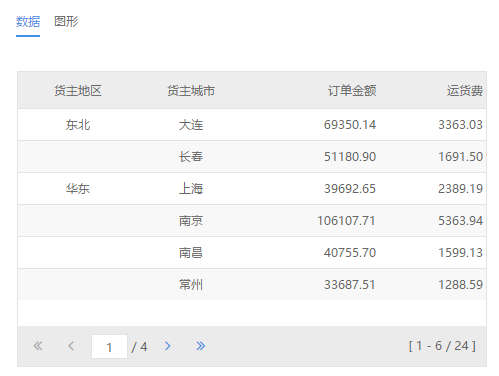 数据 图形
货主地区 货主城市 订单金额 运货费
东北 大连 69350.14 3363.03
长春 51180.90 1691.50
华东 上海 39692.65 2389.19
南京 106107.71 5363.94
南昌 40755.70 1599.13
常州 33687.51 1288.59
« ‹ 1 / 4 › » [ 1 - 6 / 24 ]